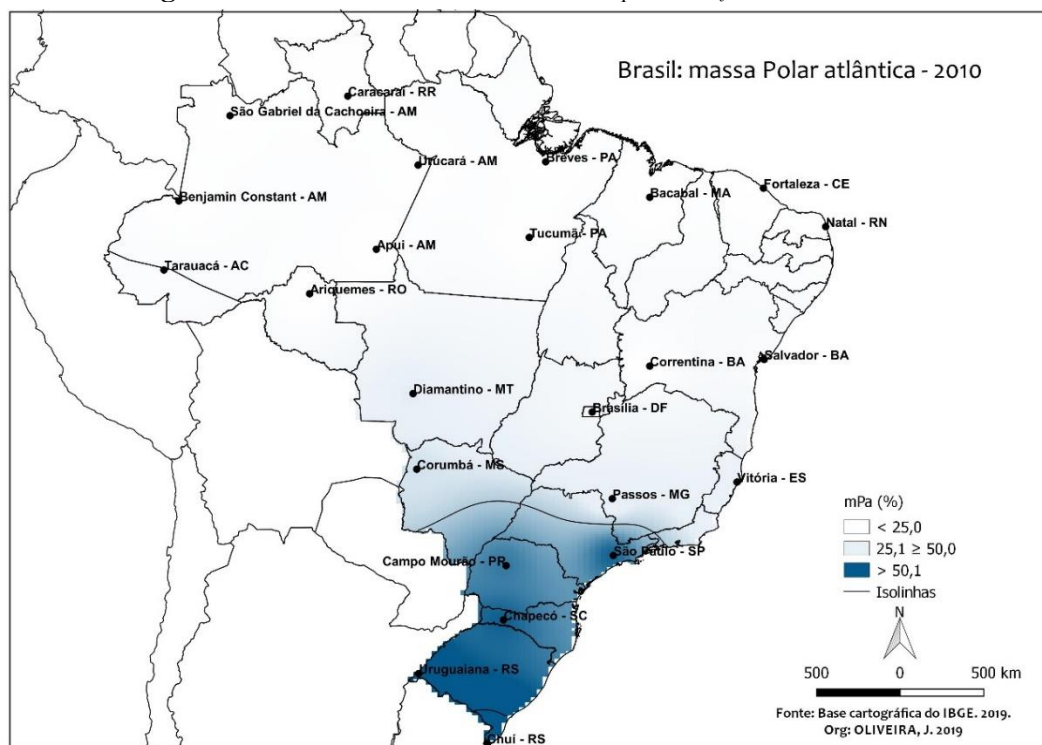 Brasil: massa Polar atlântica - 2010
Caracaraí - RR
São Gabriel da Cachoeira - AM
Urucará - AM
Breves - PA
Benjamin Constant - AM
Bacabal - MA
Fortaleza - CE
Natal - RN
Apui - AM
Tucumã - PA
Tarauacá - AC
Ariquemes - RO
Correntina - BA
Salvador - BA
Diamantino - MT
Brasília - DF
Corumbá - MS
Passos - MG
Vitória - ES
São Paulo - SP
Campo Mourão - PR
Chapecó - SC
Uruguaiana - RS
Chuí - RS
mPa (%)
< 25,0
25,1 ≥ 50,0
> 50,1
Isolinhas
N
500 0 500 km
Fonte: Base cartográfica do IBGE. 2019.
Org: OLIVEIRA, J. 2019